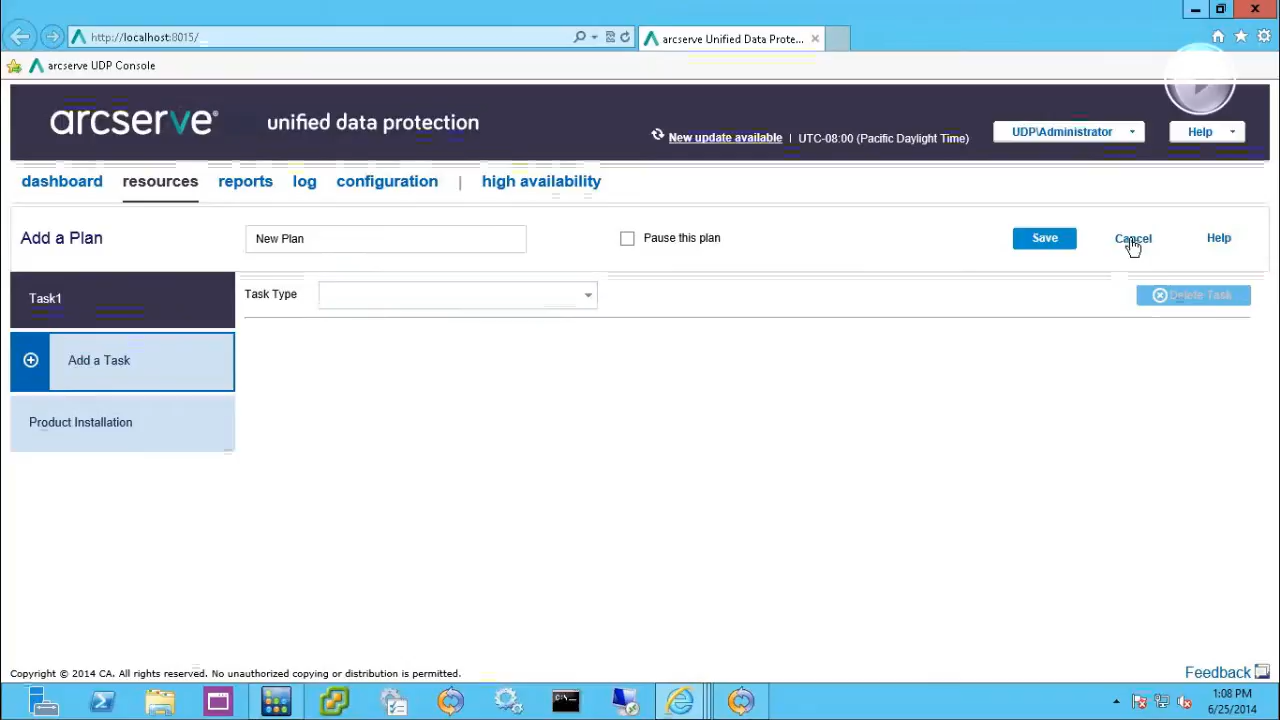 http://localhost:8015/
arcserve Unified Data Prote...
arcserve UDP Console
arcserve® unified data protection
New update available | UTC-08:00 (Pacific Daylight Time)
UDP\Administrator
Help
dashboard resources reports log configuration | high availability
Add a Plan
New Plan
Pause this plan
Save
Cancel
Help
Task1
Task Type
Delete Task
Add a Task
Product Installation
Copyright © 2014 CA. All rights reserved. No unauthorized copying or distribution is permitted.
Feedback
1:08 PM
6/25/2014